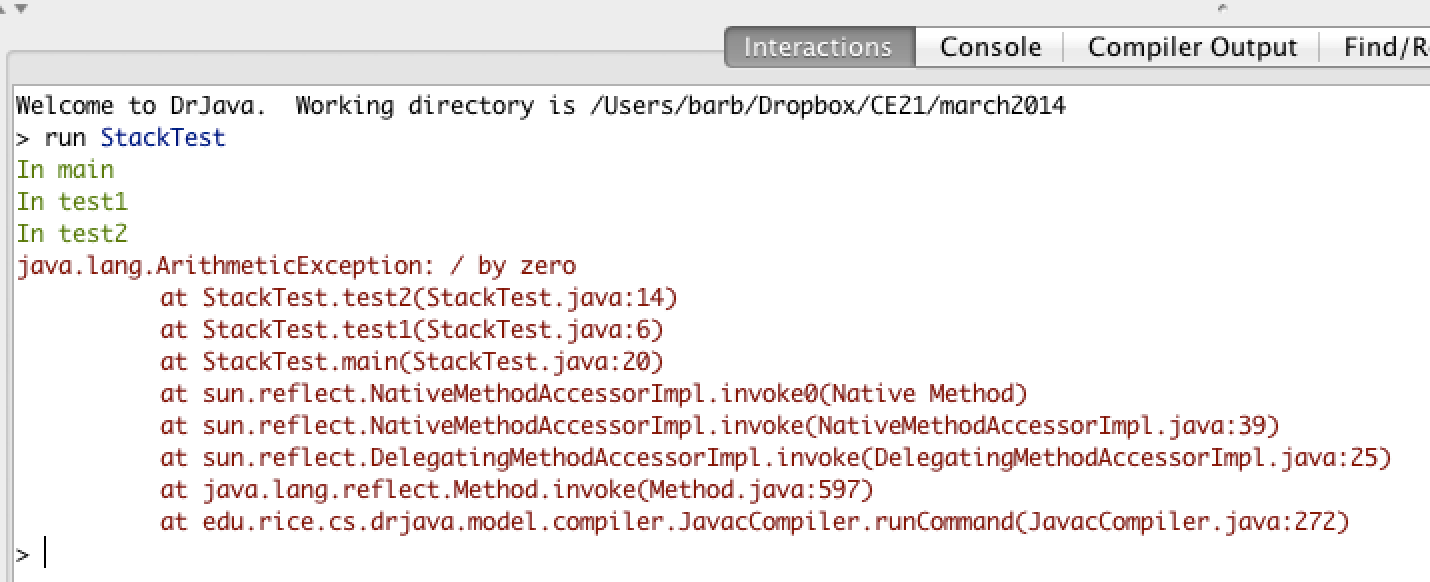 Interactions Console Compiler Output Find/R
Welcome to DrJava.  Working directory is /Users/barb/Dropbox/CE21/march2014
> run StackTest
In main
In test1
In test2
java.lang.ArithmeticException: / by zero
at StackTest.test2(StackTest.java:14)
at StackTest.test1(StackTest.java:6)
at StackTest.main(StackTest.java:20)
at sun.reflect.NativeMethodAccessorImpl.invoke0(Native Method)
at sun.reflect.NativeMethodAccessorImpl.invoke(NativeMethodAccessorImpl.java:39)
at sun.reflect.DelegatingMethodAccessorImpl.invoke(DelegatingMethodAccessorImpl.java:25)
at java.lang.reflect.Method.invoke(Method.java:597)
at edu.rice.cs.drjava.model.compiler.JavacCompiler.runCommand(JavacCompiler.java:272)
>